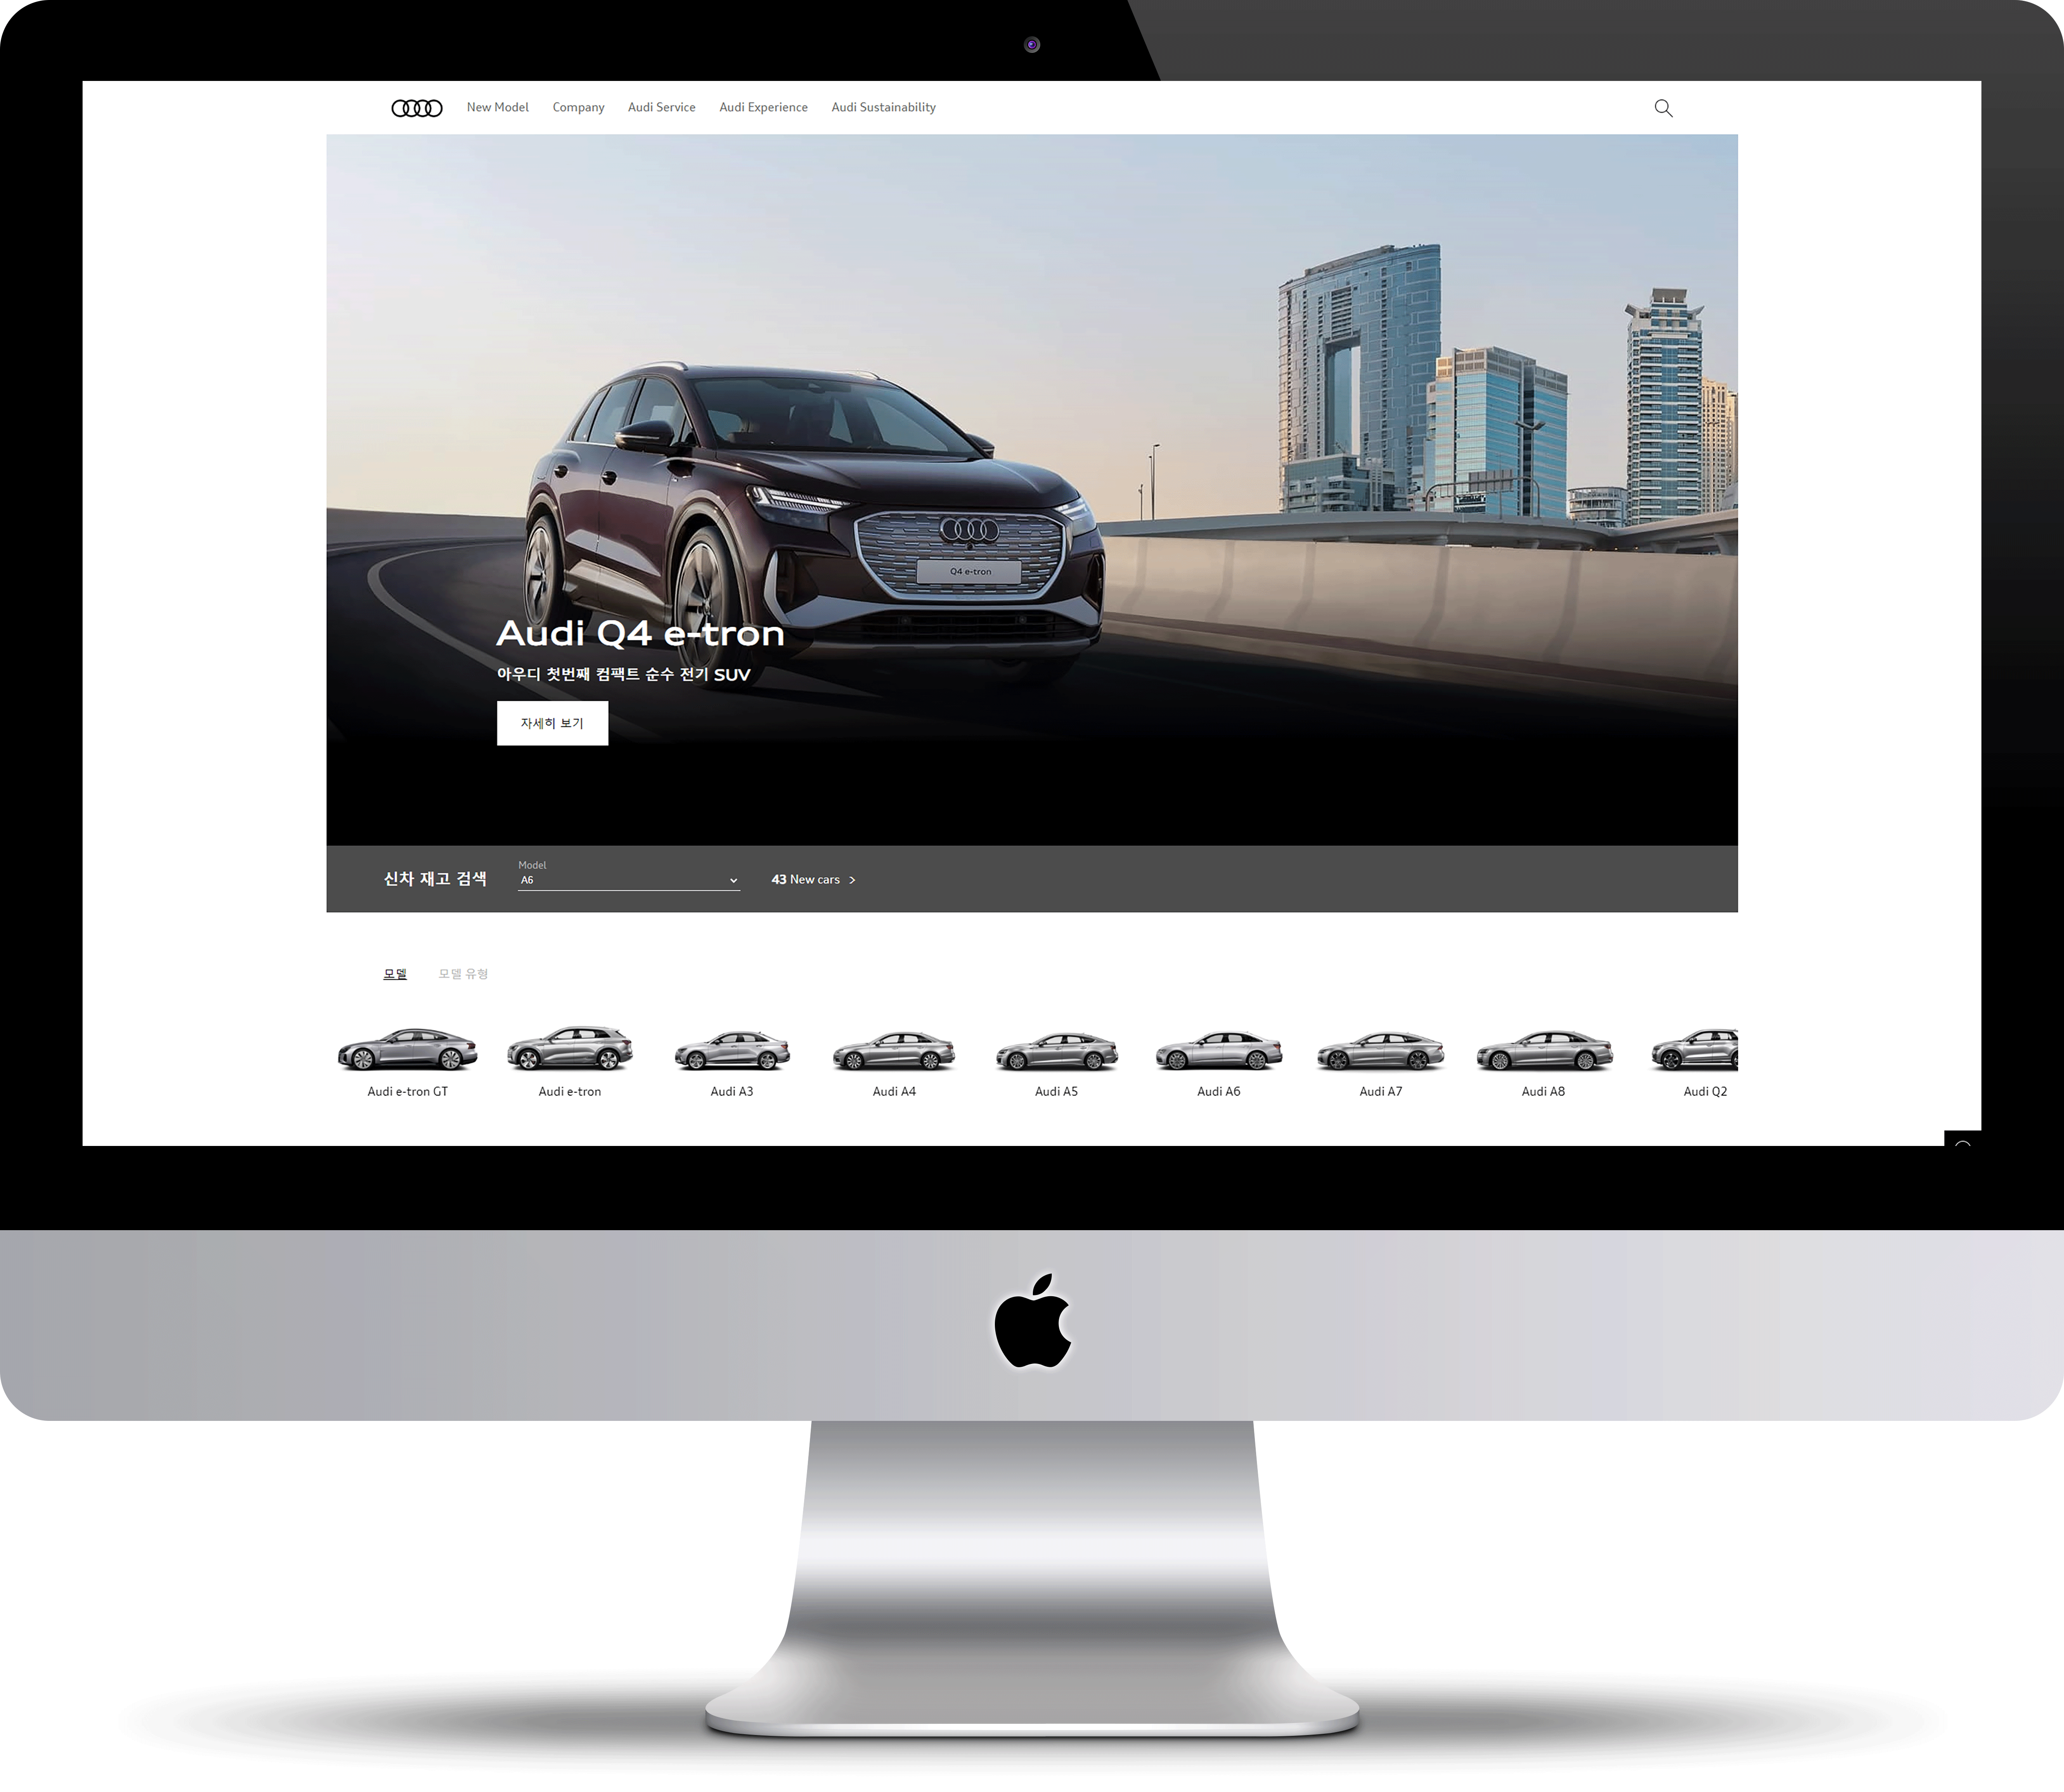 New Model Company Audi Service Audi Experience Audi Sustainability
Q4 e-tron
Audi Q4 e-tron
아우디 첫번째 컴팩트 순수 전기 SUV
자세히 보기
신차 재고 검색
Model
A6
43 New cars >
모델 모델 유형
Audi e-tron GT Audi e-tron Audi A3 Audi A4 Audi A5 Audi A6 Audi A7 Audi A8 Audi Q2